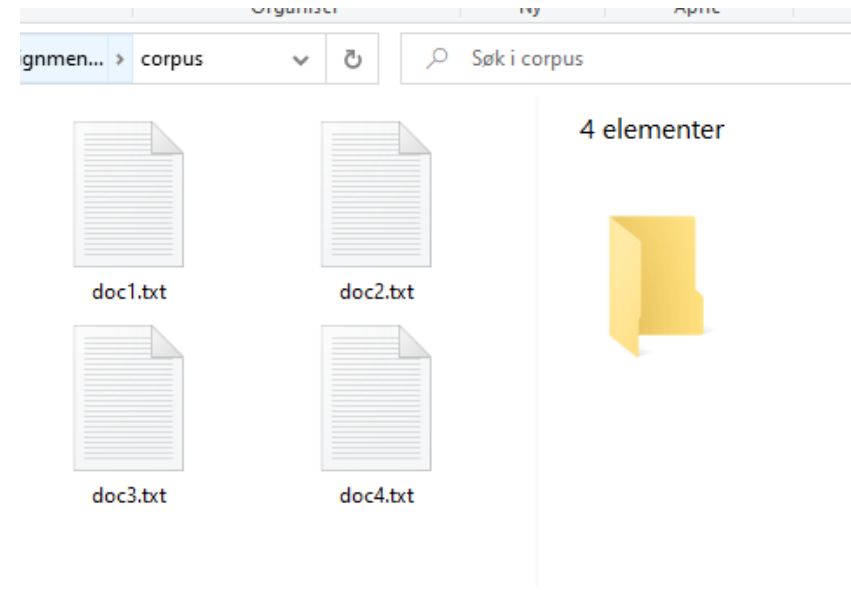 ignmen... > corpus
Søk i corpus
4 elementer
doc1.txt
doc2.txt
doc3.txt
doc4.txt